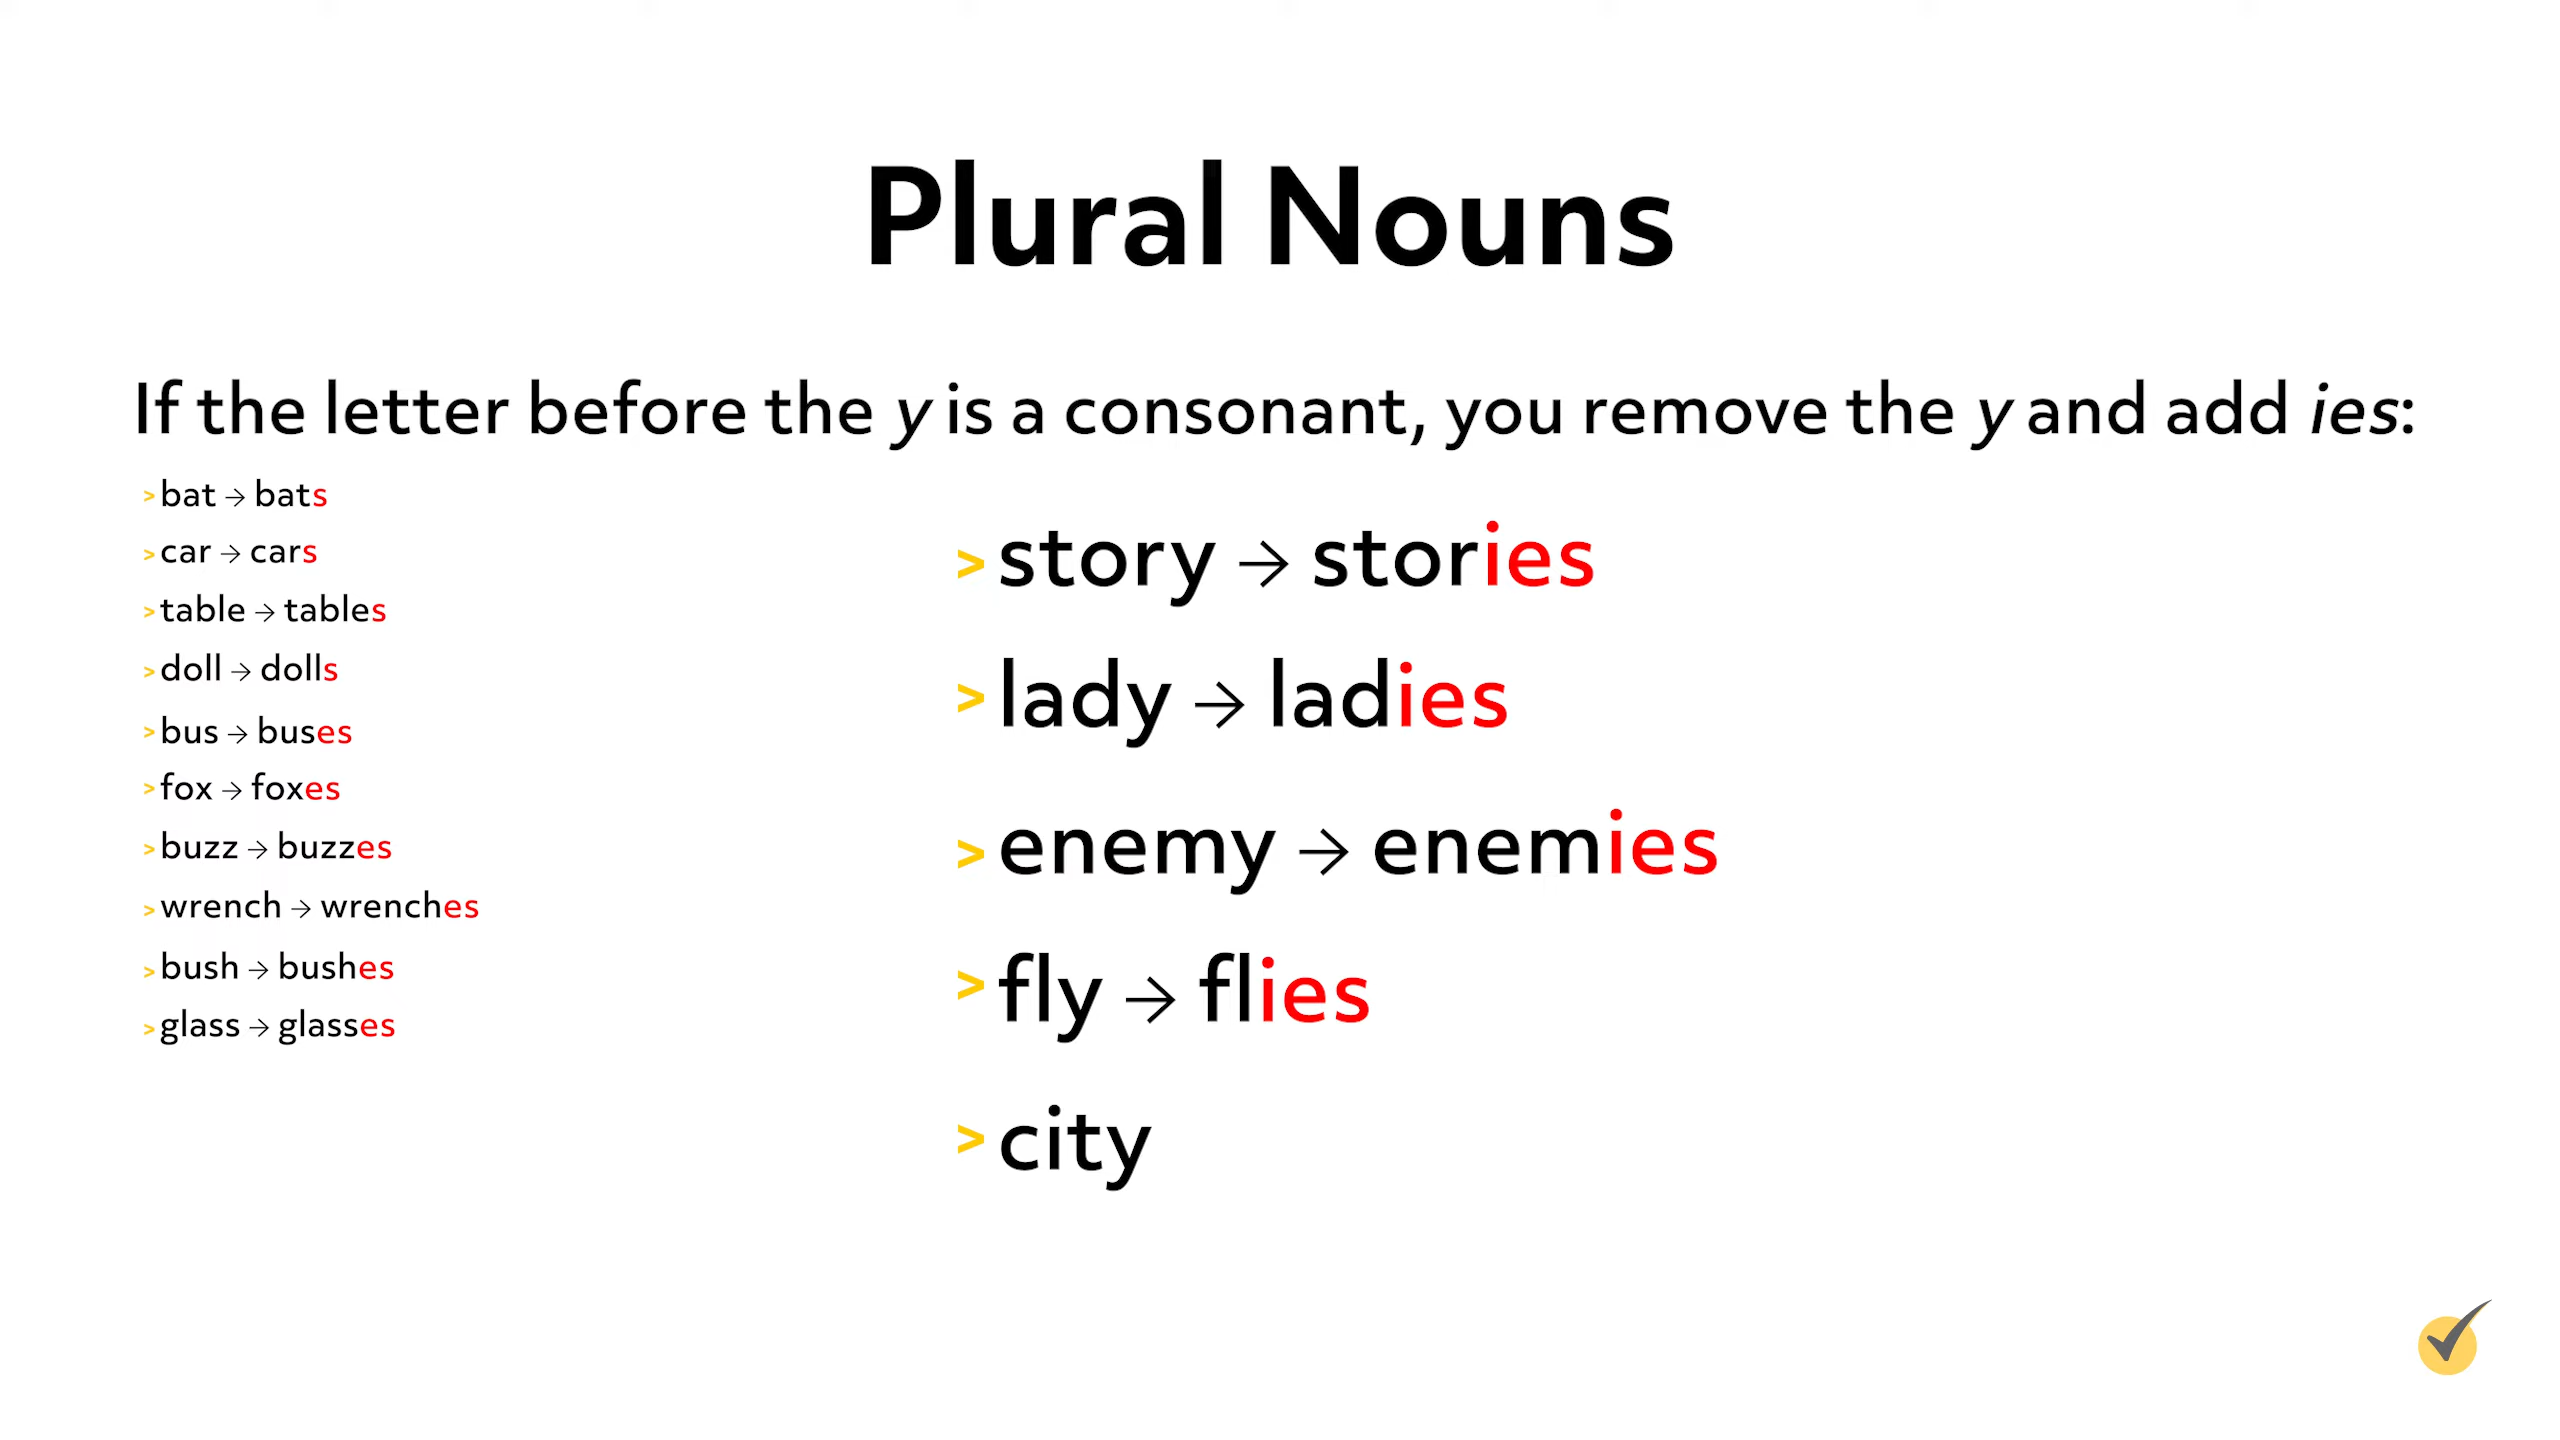 Plural Nouns
If the letter before the y is a consonant, you remove the y and add ies:
> bat → bats
> car → cars
> table → tables
> doll → dolls
> bus → buses
> fox → foxes
> buzz → buzzes
> wrench → wrenches
> bush → bushes
> glass → glasses
> story → stories
> lady → ladies
> enemy → enemies
> fly → flies
> city